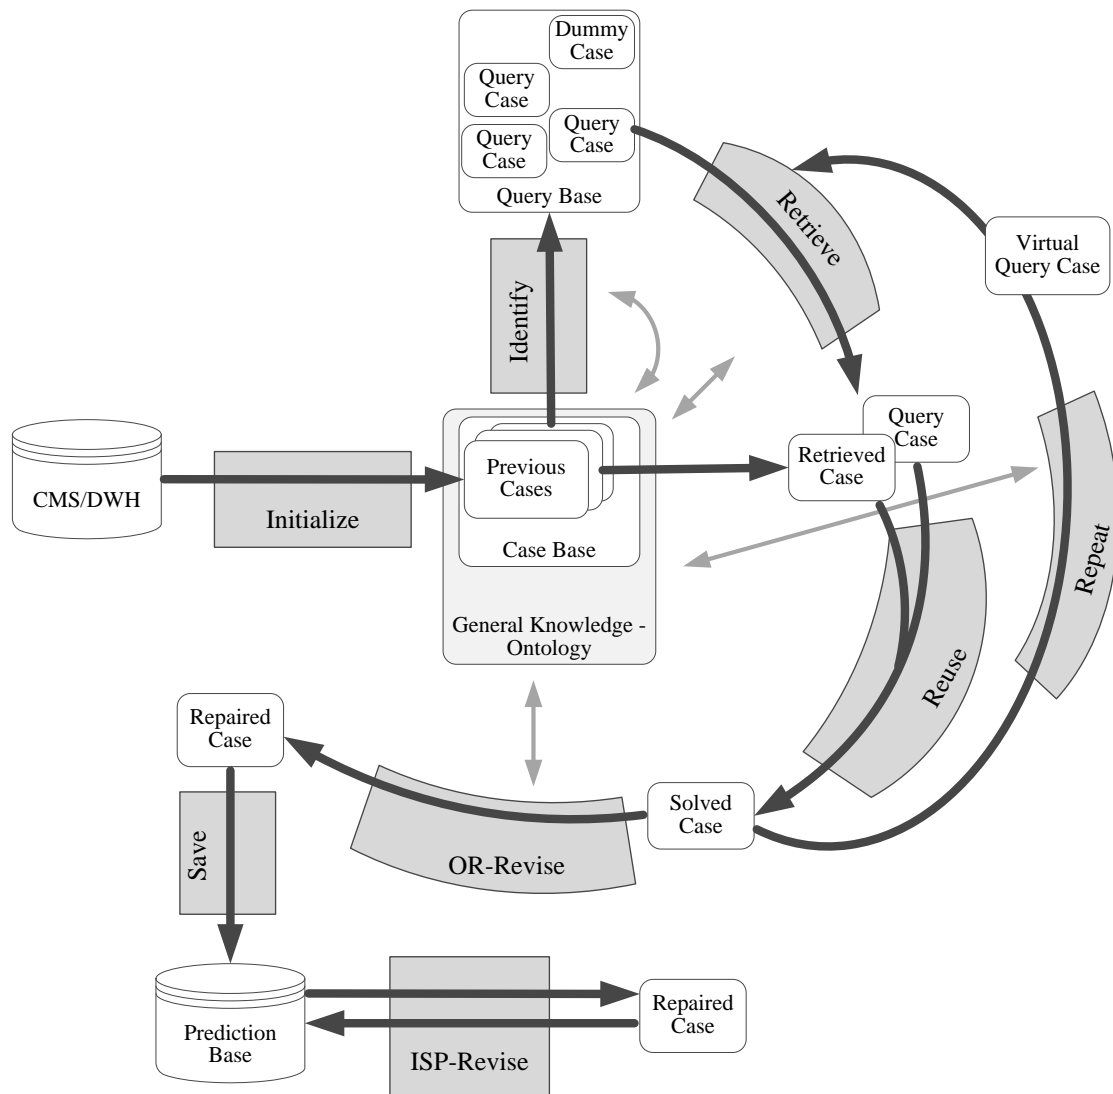 Dummy
Case
Query
Case
Query
Case
Query
Case
Query Base
Retrieve
Virtual
Query Case
Identify
Query
Case
Retrieved
Case
Previous
Cases
CMS/DWH
Initialize
Case Base
Repeat
General Knowledge -
Ontology
Reuse
Repaired
Case
Solved
Case
Save
OR-Revise
Repaired
Case
Prediction
Base
ISP-Revise